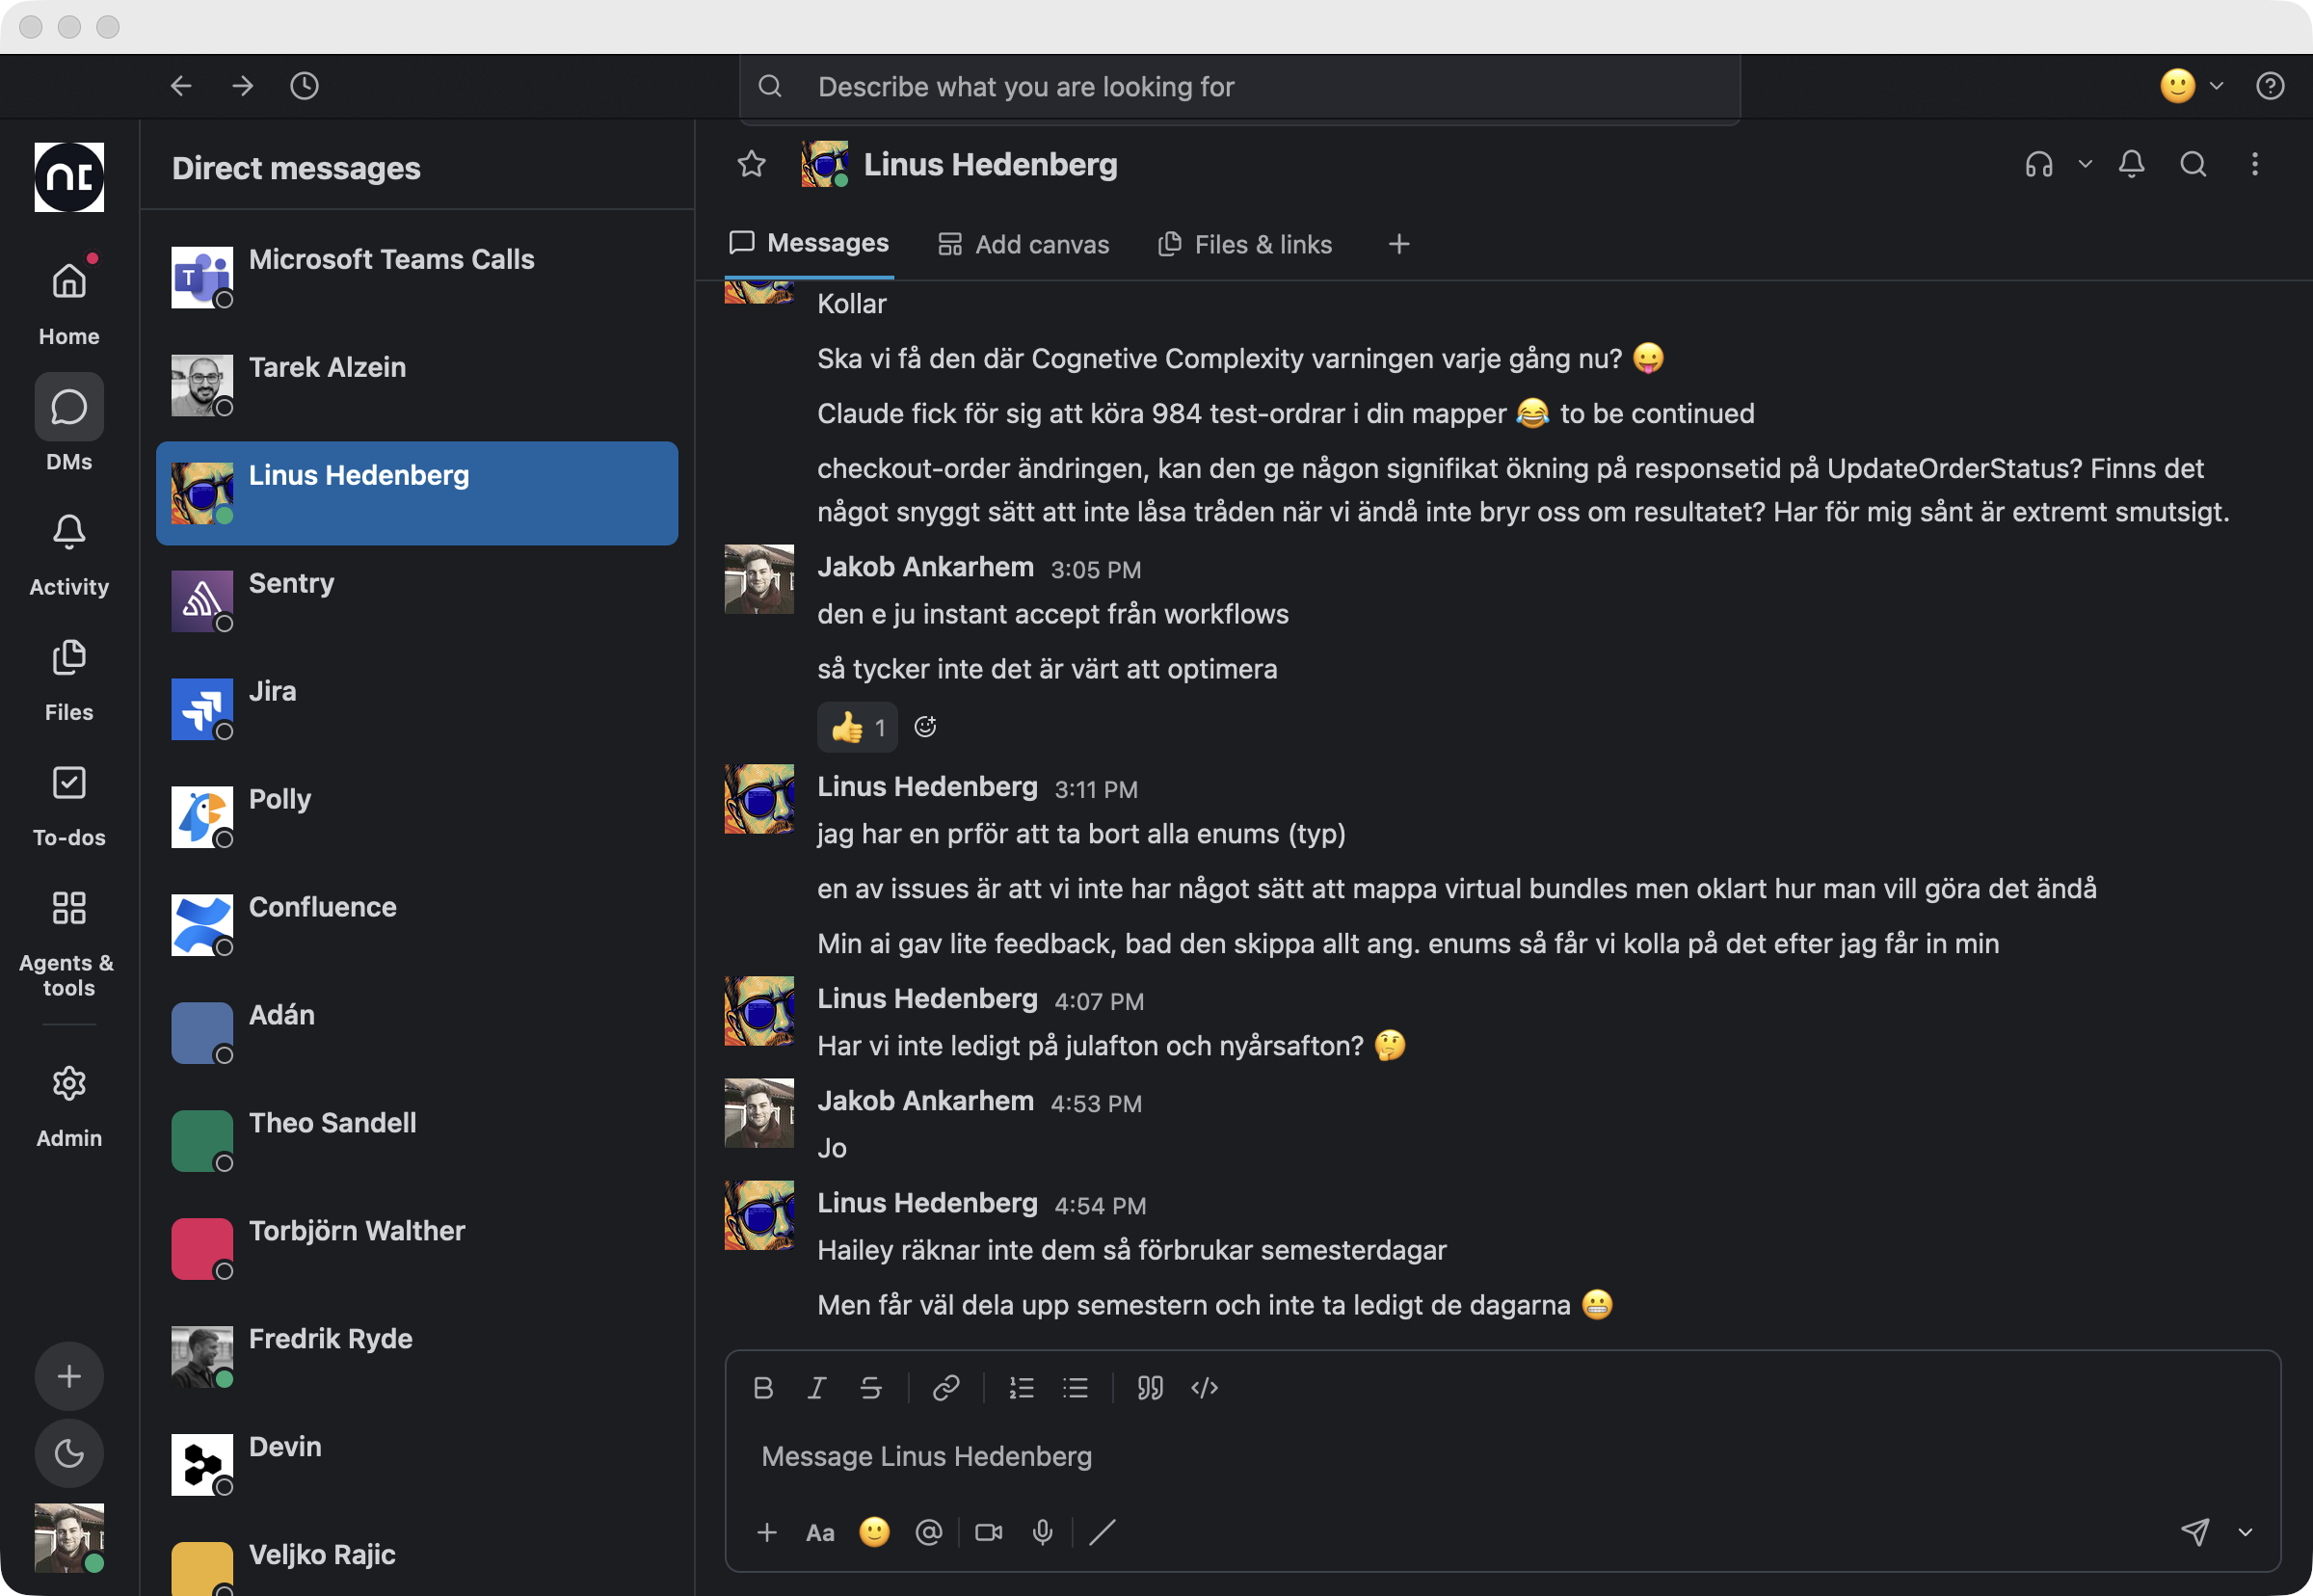 Describe what you are looking for
Home
DMs
Activity
Files
To-dos
Agents &
tools
Admin
Direct messages
Microsoft Teams Calls
Tarek Alzein
Linus Hedenberg
Sentry
Jira
Polly
Confluence
Adán
Theo Sandell
Torbjörn Walther
Fredrik Ryde
Devin
Veljko Rajic
Linus Hedenberg
Messages
Add canvas
Files & links
Kollar
Ska vi få den där Cognetive Complexity varningen varje gång nu? 😛
Claude fick för sig att köra 984 test-ordrar i din mapper 😂 to be continued
checkout-order ändringen, kan den ge någon signifikat ökning på responsetid på UpdateOrderStatus? Finns det
något snyggt sätt att inte låsa tråden när vi ändå inte bryr oss om resultatet? Har för mig sånt är extremt smutsigt.
Jakob Ankarhem 3:05 PM
den e ju instant accept från workflows
så tycker inte det är värt att optimera
👍 1
Linus Hedenberg 3:11 PM
jag har en prför att ta bort alla enums (typ)
en av issues är att vi inte har något sätt att mappa virtual bundles men oklart hur man vill göra det ändå
Min ai gav lite feedback, bad den skippa allt ang. enums så får vi kolla på det efter jag får in min
Linus Hedenberg 4:07 PM
Har vi inte ledigt på julafton och nyårsafton? 🤔
Jakob Ankarhem 4:53 PM
Jo
Linus Hedenberg 4:54 PM
Hailey räknar inte dem så förbrukar semesterdagar
Men får väl dela upp semestern och inte ta ledigt de dagarna 😬
Message Linus Hedenberg
Aa